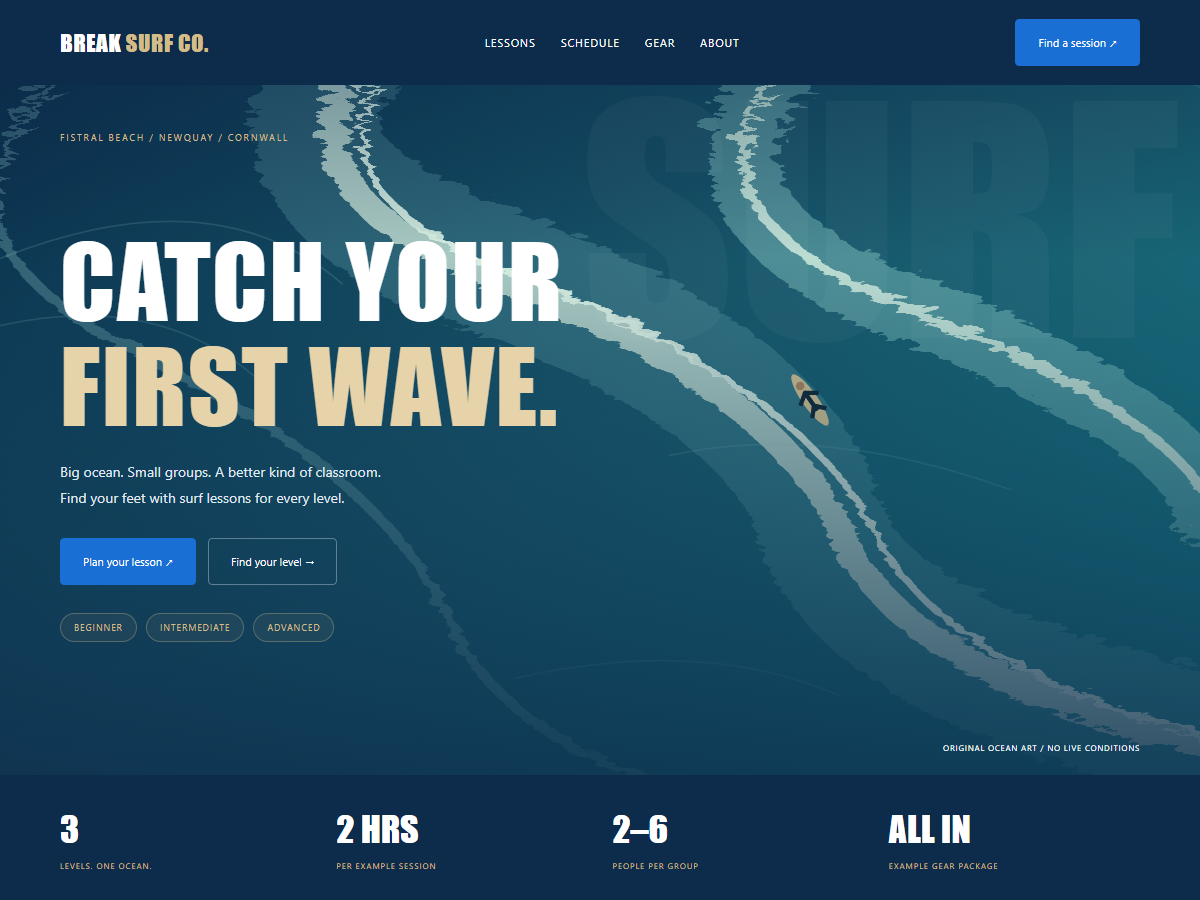 BREAK SURF CO.
LESSONS SCHEDULE GEAR ABOUT
Find a session ↗
SURF
FISTRAL BEACH / NEWQUAY / CORNWALL
CATCH YOUR
FIRST WAVE.
Big ocean. Small groups. A better kind of classroom.
Find your feet with surf lessons for every level.
Plan your lesson ↗ Find your level →
BEGINNER INTERMEDIATE ADVANCED
ORIGINAL OCEAN ART / NO LIVE CONDITIONS
3
LEVELS. ONE OCEAN.
2 HRS
PER EXAMPLE SESSION
2–6
PEOPLE PER GROUP
ALL IN
EXAMPLE GEAR PACKAGE